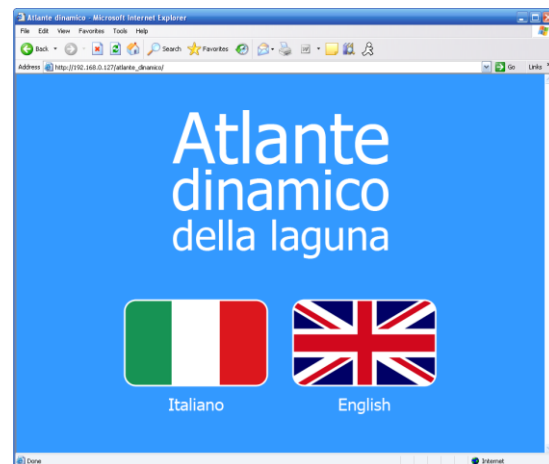 Atlante dinamico - Microsoft Internet Explorer
File Edit View Favorites Tools Help
Back Search Favorites
Address http://192.168.0.127/atlante_dinamico/ Go Links
Atlante
dinamico
della laguna
Italiano English
Done Internet